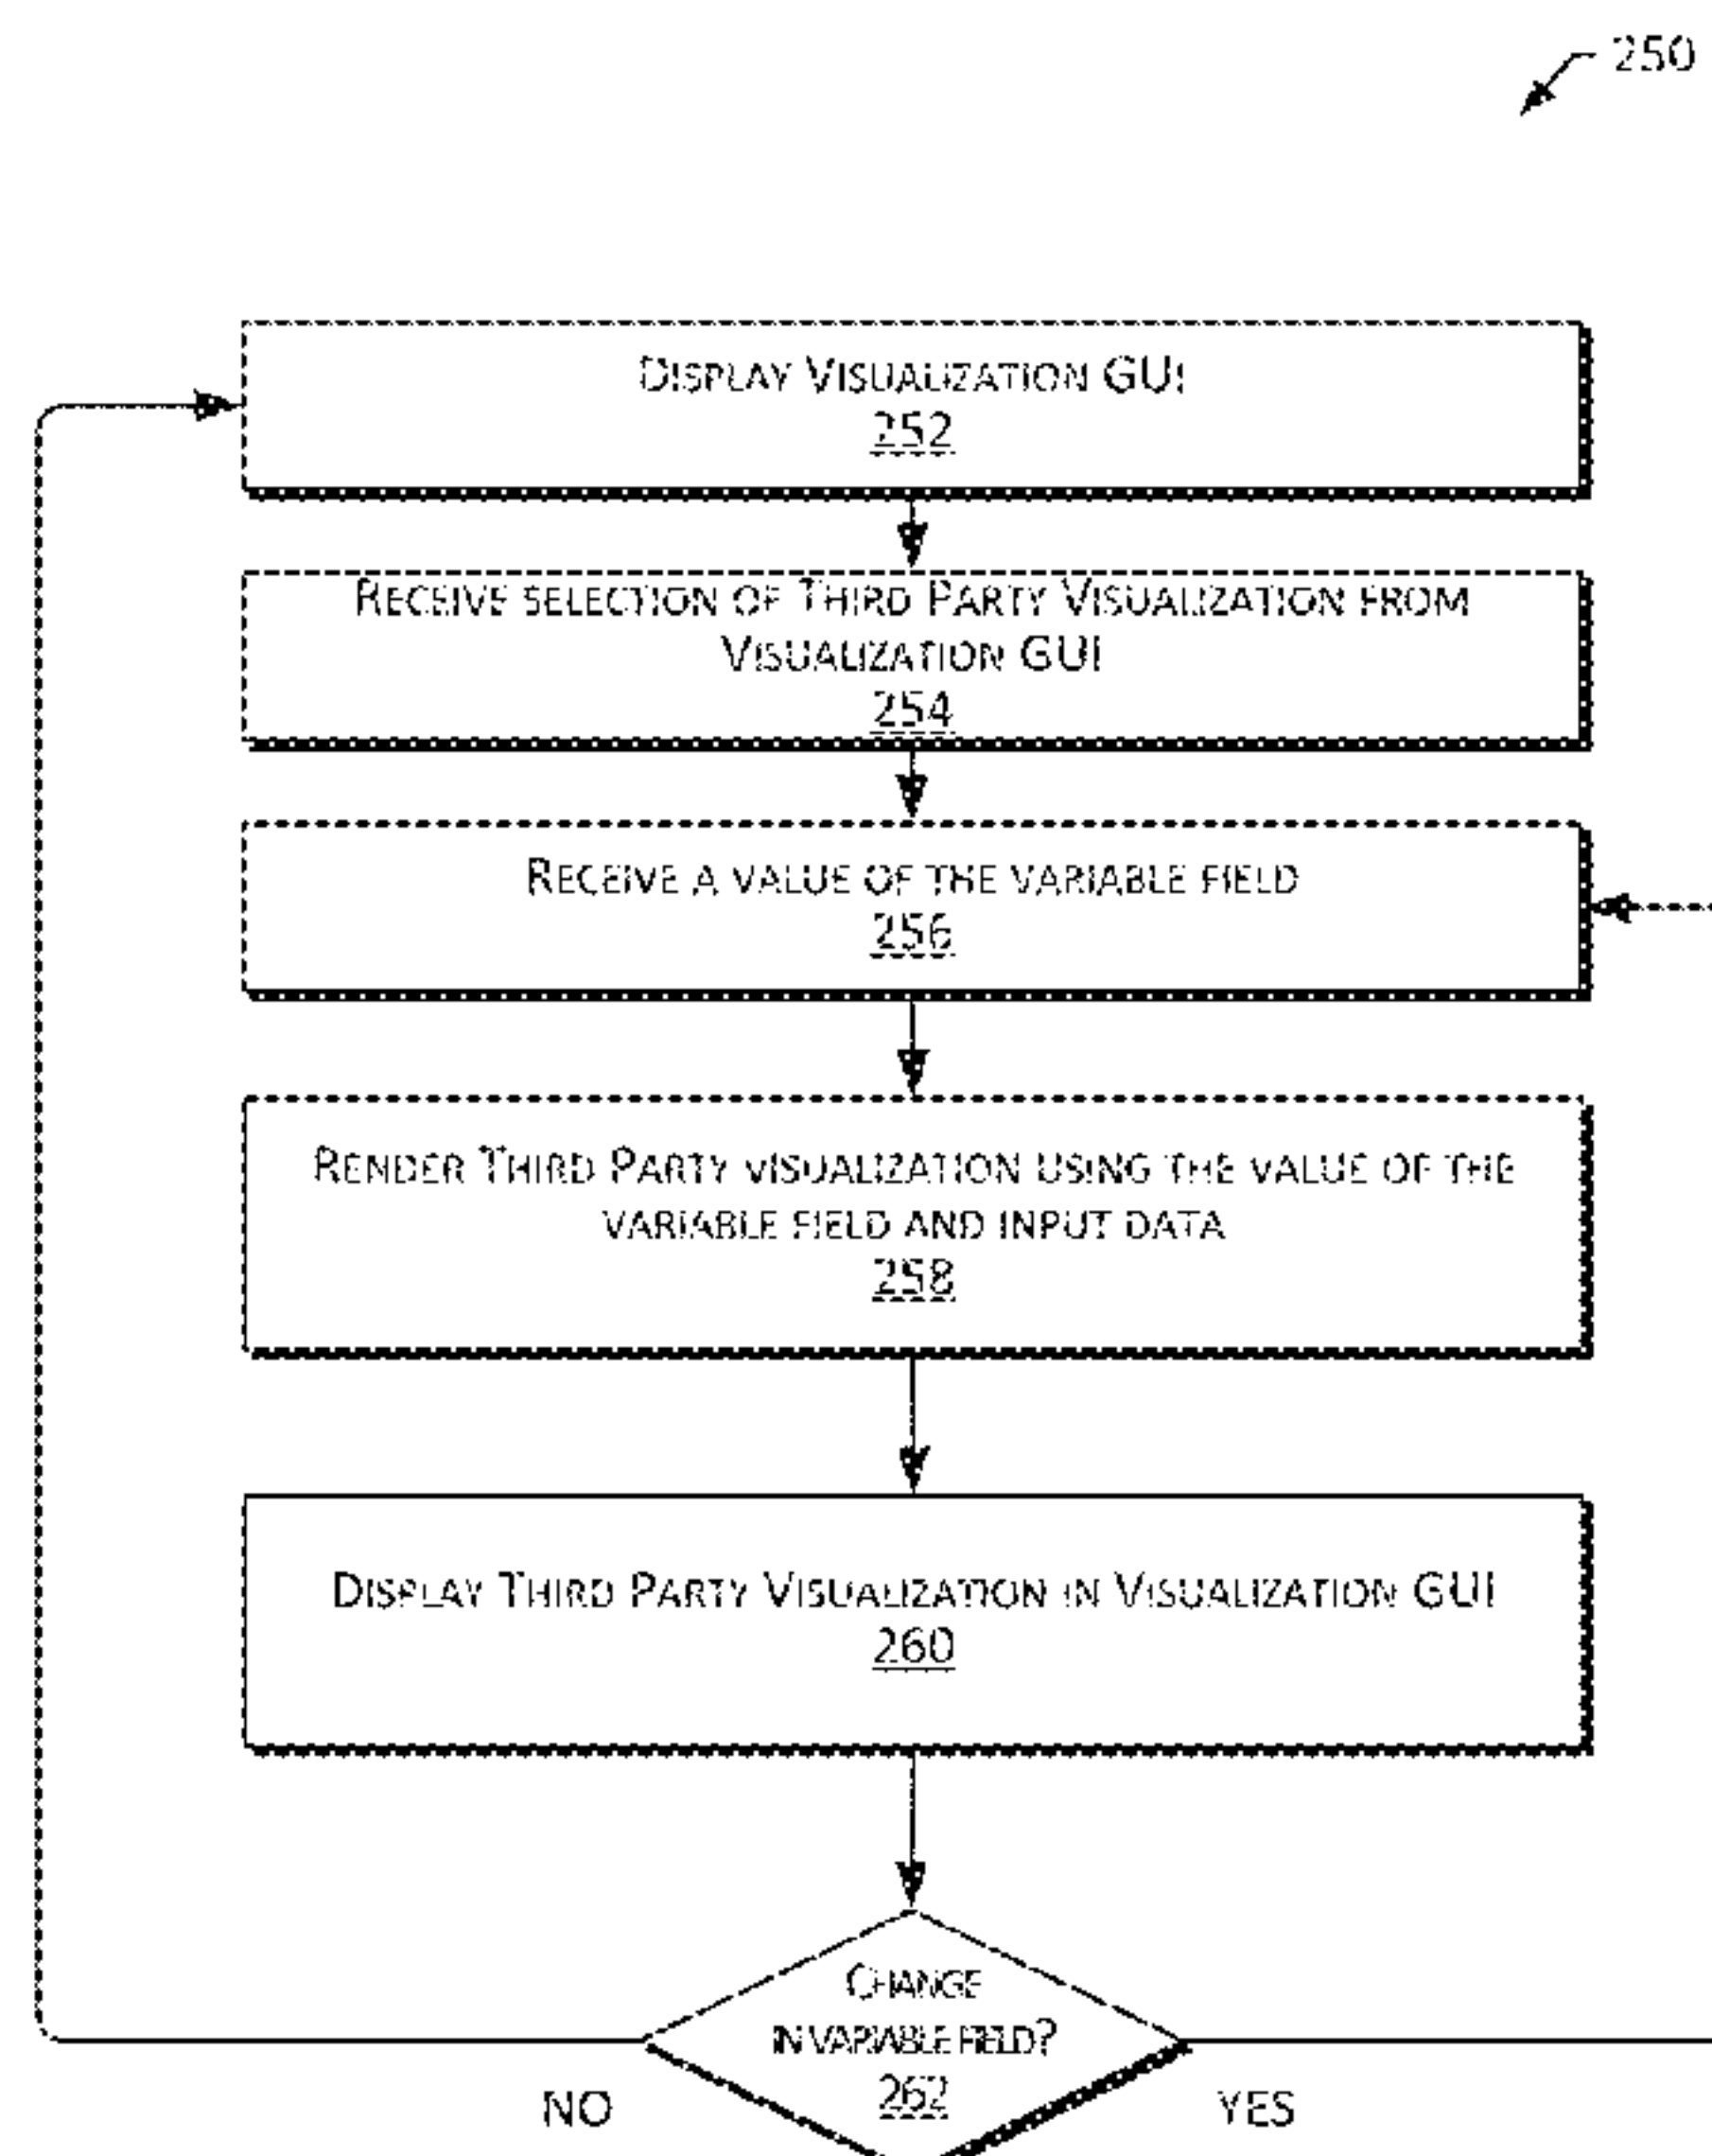 250
Display Visualization GUI
252
Receive selection of Third Party Visualization from
Visualization GUI
254
Receive a value of the variable field
256
Render Third Party visualization using the value of the
variable field and input data
258
Display Third Party Visualization in Visualization GUI
260
Change
in variable field?
262
NO
YES